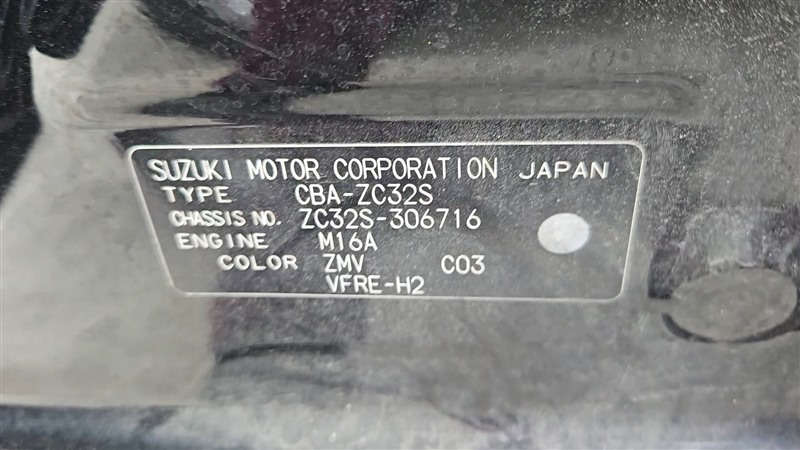 SUZUKI MOTOR CORPORATION JAPAN
TYPE CBA-ZC32S
CHASSIS NO. ZC32S-306716
ENGINE M16A
COLOR ZMV C03
VFRE-H2